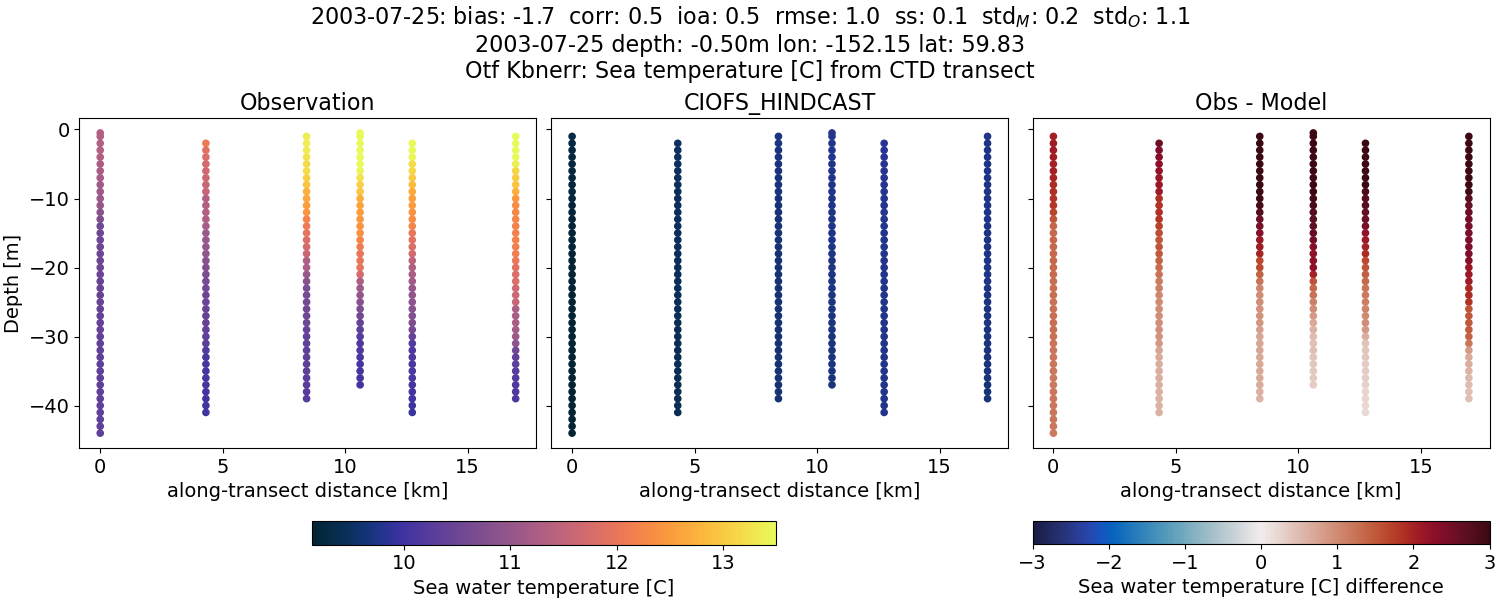 2003-07-25: bias: -1.7 corr: 0.5 ioa: 0.5 rmse: 1.0 ss: 0.1 std_M: 0.2 std_O: 1.1
2003-07-25 depth: -0.50m lon: -152.15 lat: 59.83
Otf Kbnerr: Sea temperature [C] from CTD transect
Observation
CIOFS_HINDCAST
Obs - Model
Depth [m]
0
−10
−20
−30
−40
0 5 10 15
0 5 10 15
0 5 10 15
along-transect distance [km]
along-transect distance [km]
along-transect distance [km]
10 11 12 13
Sea water temperature [C]
−3 −2 −1 0 1 2 3
Sea water temperature [C] difference